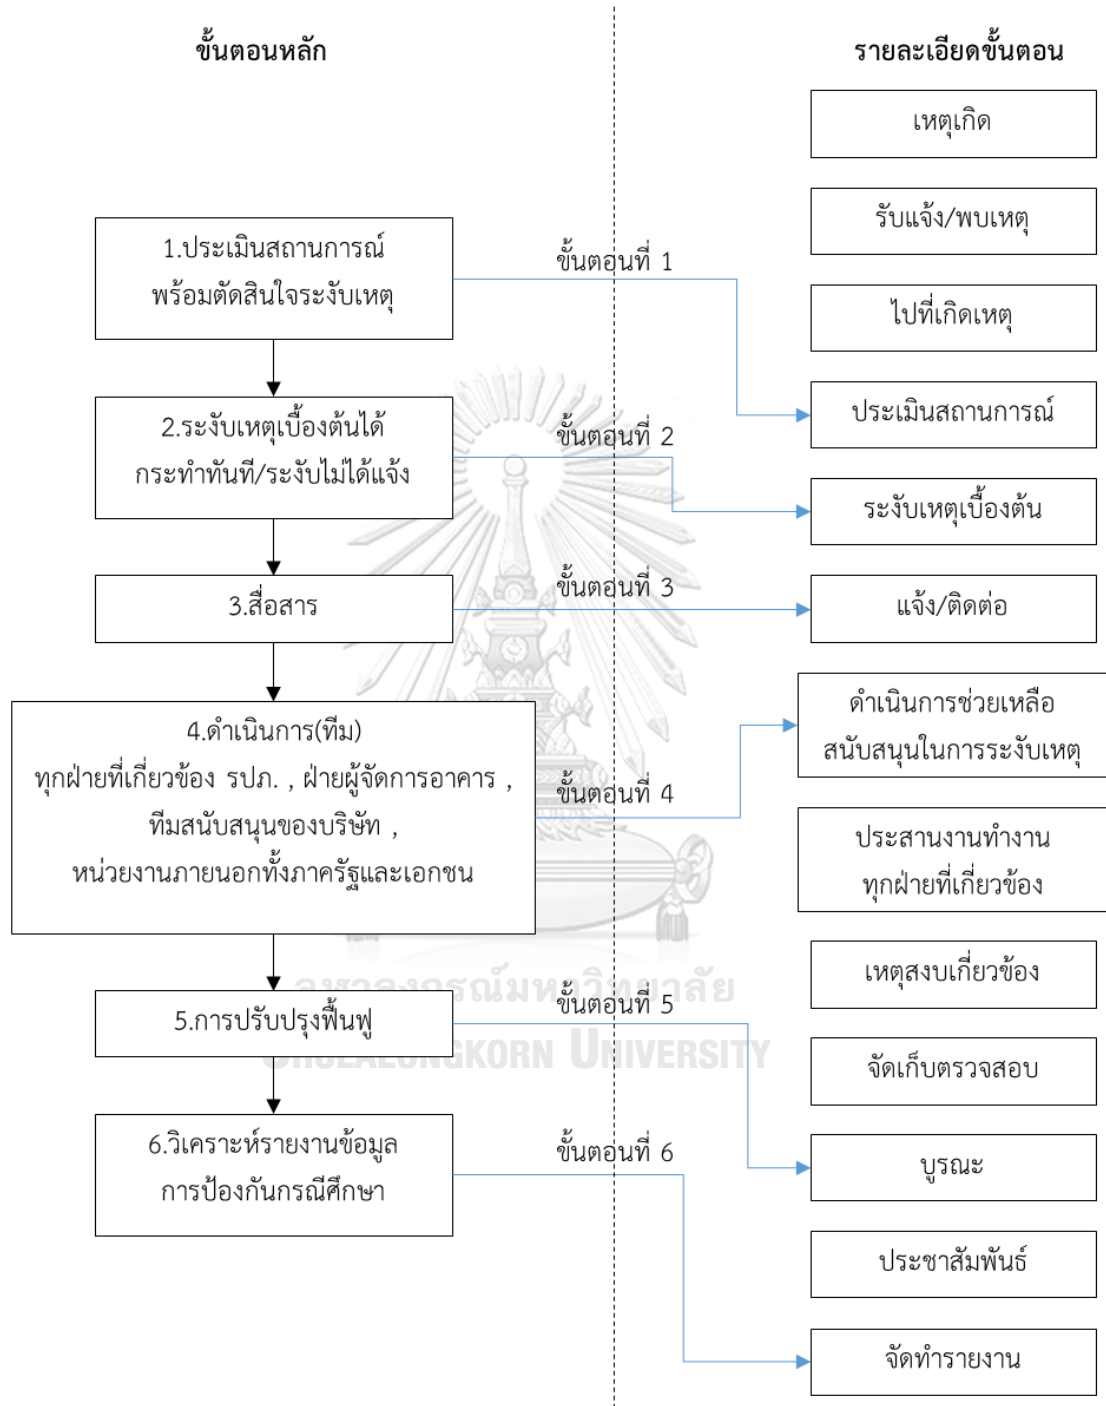 ขั้นตอนหลัก
1.ประเมินสถานการณ์
พร้อมตัดสินใจระงับเหตุ
2.ระงับเหตุเบื้องต้นได้
กระทำทันที/ระงับไม่ได้แจ้ง
3.สื่อสาร
4.ดำเนินการ(ทีม)
ทุกฝ่ายที่เกี่ยวข้อง รปภ. , ฝ่ายผู้จัดการอาคาร ,
ทีมสนับสนุนของบริษัท ,
หน่วยงานภายนอกทั้งภาครัฐและเอกชน
5.การปรับปรุงฟื้นฟู
6.วิเคราะห์รายงานข้อมูล
การป้องกันกรณีศึกษา
ขั้นตอนที่ 1
ขั้นตอนที่ 2
ขั้นตอนที่ 3
ขั้นตอนที่ 4
ขั้นตอนที่ 5
ขั้นตอนที่ 6
รายละเอียดขั้นตอน
เหตุเกิด
รับแจ้ง/พบเหตุ
ไปที่เกิดเหตุ
ประเมินสถานการณ์
ระงับเหตุเบื้องต้น
แจ้ง/ติดต่อ
ดำเนินการช่วยเหลือ
สนับสนุนในการระงับเหตุ
ประสานงานทำงาน
ทุกฝ่ายที่เกี่ยวข้อง
เหตุสงบเกี่ยวข้อง
จัดเก็บตรวจสอบ
บูรณะ
ประชาสัมพันธ์
จัดทำรายงาน
จุฬาลงกรณ์มหาวิทยาลัย
CHULALONGKORN UNIVERSITY